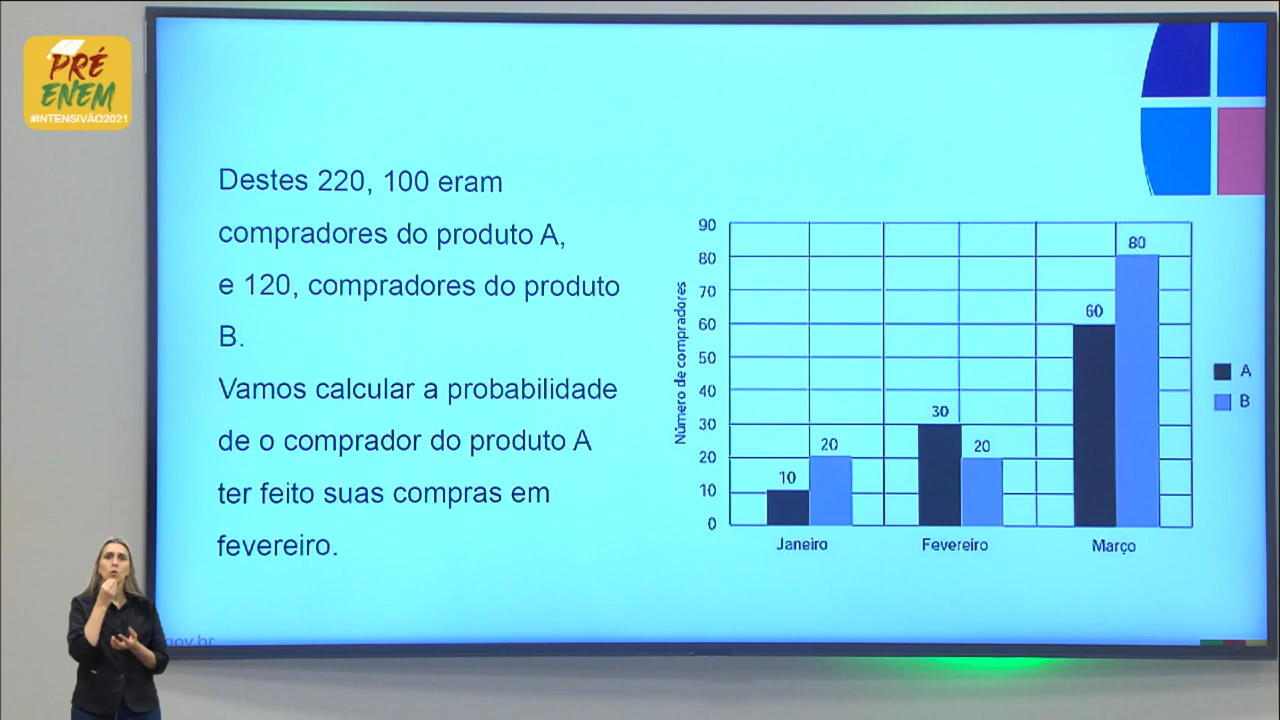 PRÉ
ENEM
#INTENSIVÃO2021
Destes 220, 100 eram
compradores do produto A,
e 120, compradores do produto
B.
Vamos calcular a probabilidade
de o comprador do produto A
ter feito suas compras em
fevereiro.
Número de compradores
90
80
70
60
50
40
30
20
10
0
10
20
30
20
60
80
Janeiro
Fevereiro
Março
A
B
gov.br